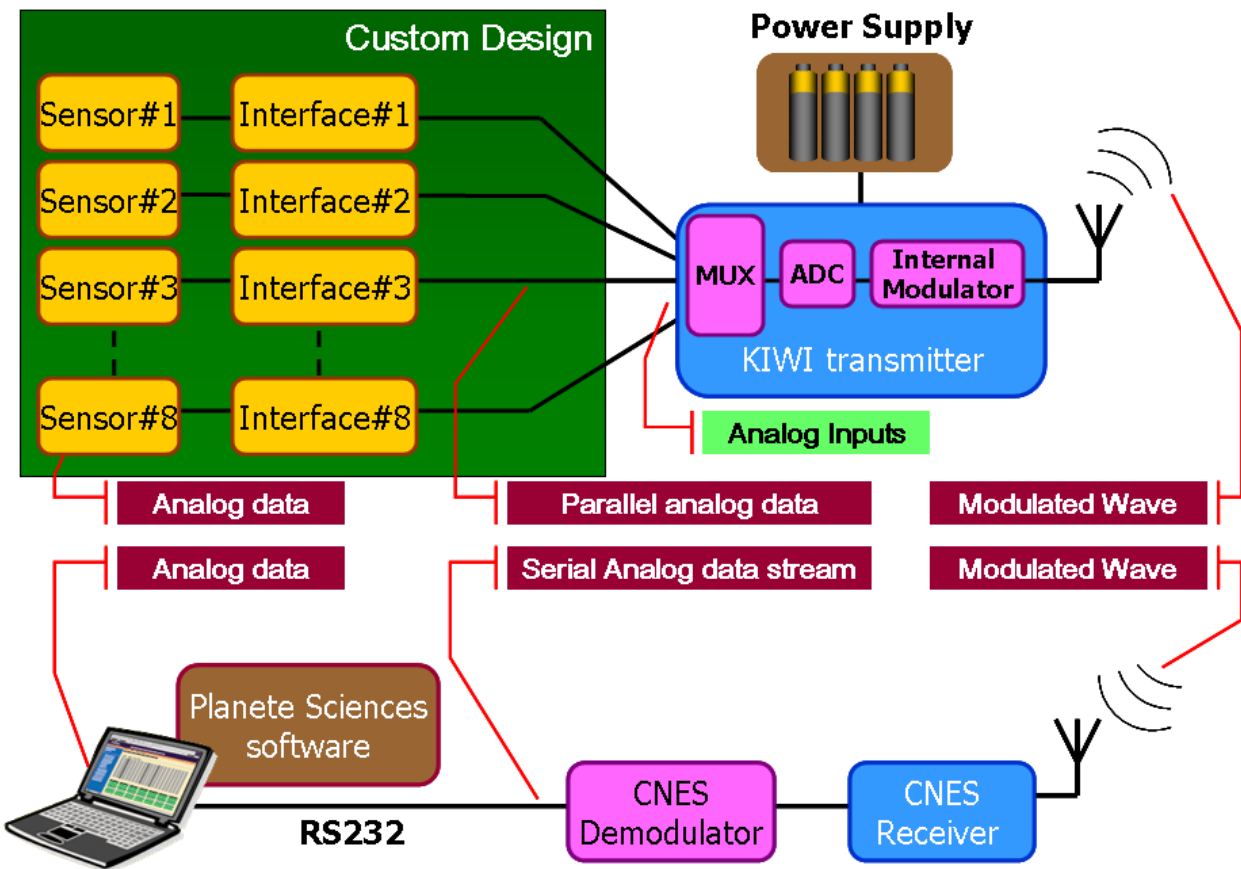 Custom Design
Power Supply
Sensor#1
Interface#1
Sensor#2
Interface#2
Sensor#3
Interface#3
Sensor#8
Interface#8
MUX
ADC
Internal
Modulator
KIWI transmitter
Analog Inputs
Analog data
Parallel analog data
Modulated Wave
Analog data
Serial Analog data stream
Modulated Wave
Planete Sciences
software
RS232
CNES
Demodulator
CNES
Receiver